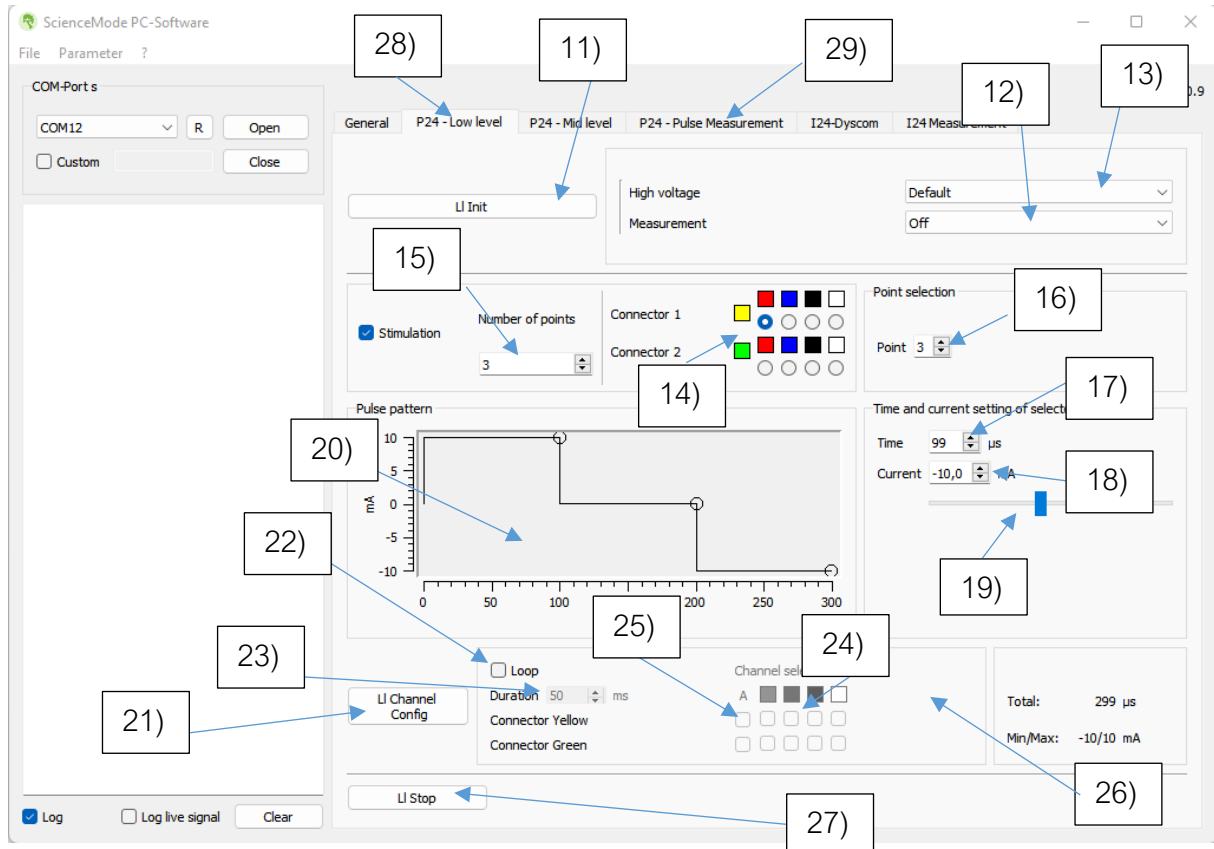 ScienceMode PC-Software
File Parameter ?
28)
11)
29)
12)
13)
COM-Port s
0.9
COM12
R
Open
Custom
Close
General
P24 - Low level
P24 - Mid level
P24 - Pulse Measurement
I24-Dyscom
I24 Measurement
Ll Init
High voltage
Default
Measurement
Off
15)
16)
Stimulation
Number of points
3
Connector 1
Connector 2
14)
Point selection
Point 3
17)
Pulse pattern
Time and current setting of selecte
20)
Time 99 µs
Current -10,0
18)
19)
mA
10
5
0
-5
-10
0 50 100 200 250 300
22)
25)
24)
23)
21)
Loop
Duration 50 ms
Connector Yellow
Connector Green
Channel sele
A
Ll Channel
Config
Total: 299 µs
Min/Max: -10/10 mA
26)
Ll Stop
27)
Log
Log live signal
Clear